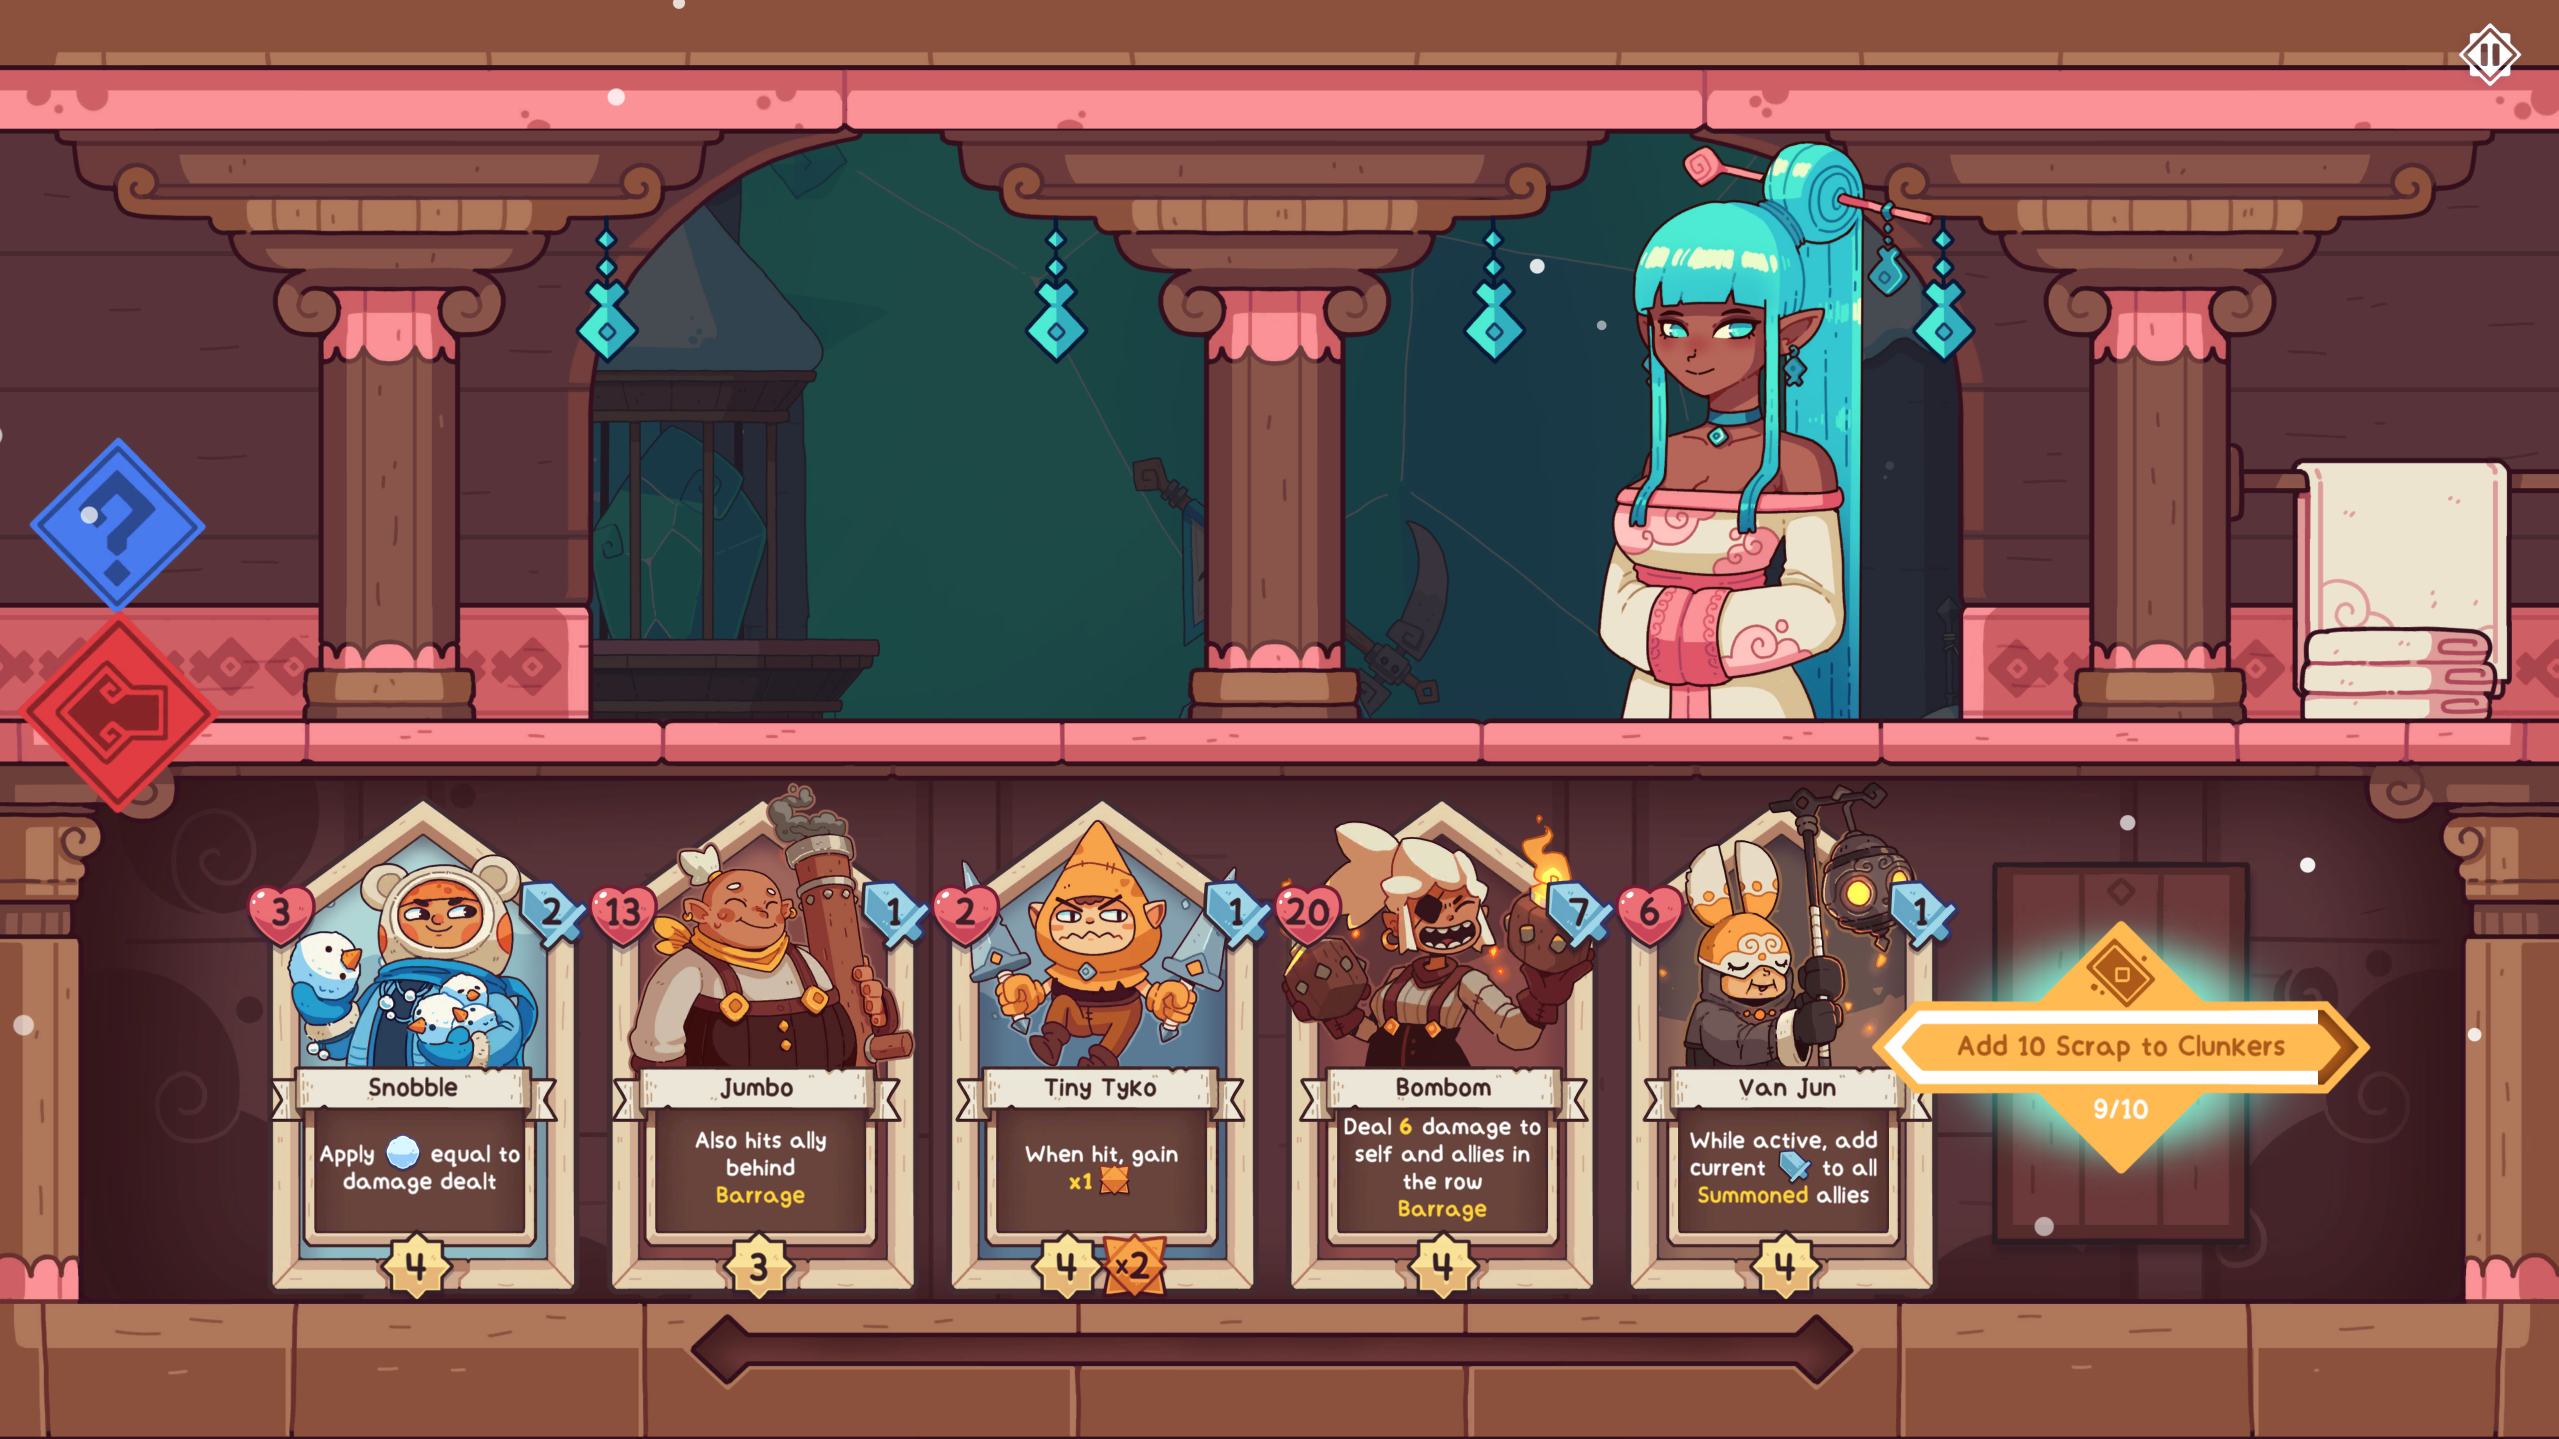 ?
3
2
Snobble
Apply equal to
damage dealt
4
13
1
Jumbo
Also hits ally
behind
Barrage
3
2
1
Tiny Tyko
When hit, gain
x1
4 x2
20
7
Bombom
Deal 6 damage to
self and allies in
the row
Barrage
4
6
1
Van Jun
While active, add
current to all
Summoned allies
4
Add 10 Scrap to Clunkers
9/10